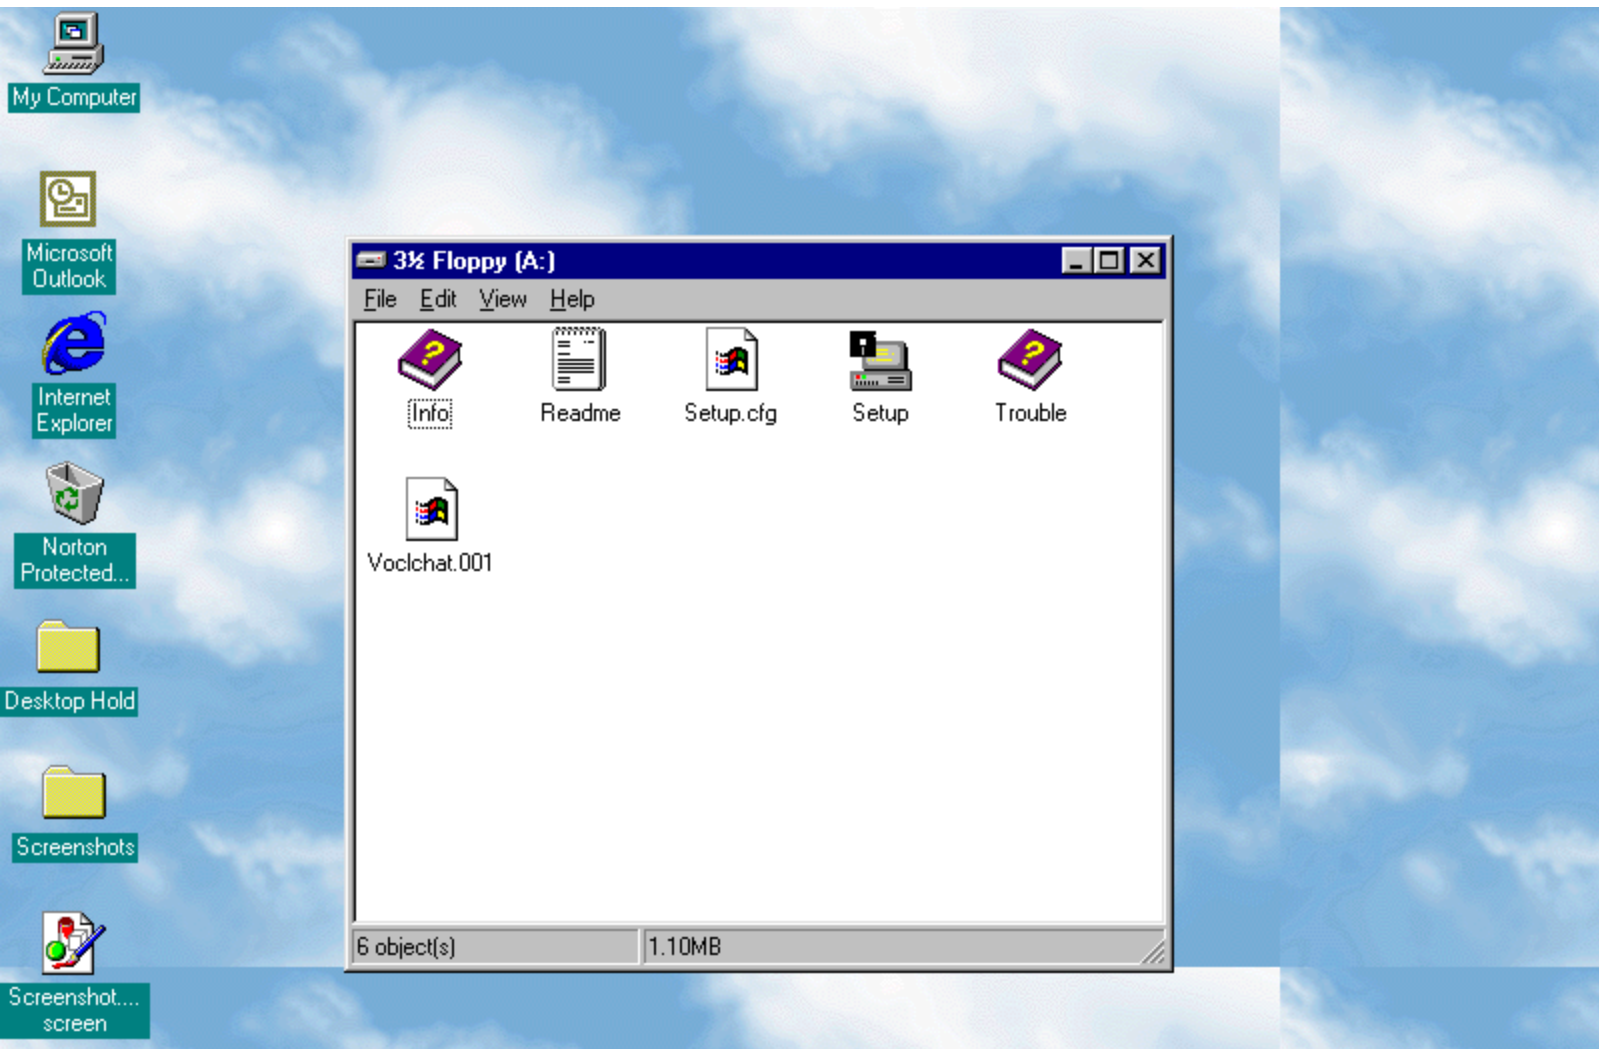 My Computer
Microsoft
Outlook
Internet
Explorer
Norton
Protected...
Desktop Hold
Screenshots
Screenshot....
screen
3½ Floppy (A:)
File Edit View Help
Info Readme Setup.cfg Setup Trouble
Voclchat.001
6 object(s) 1.10MB